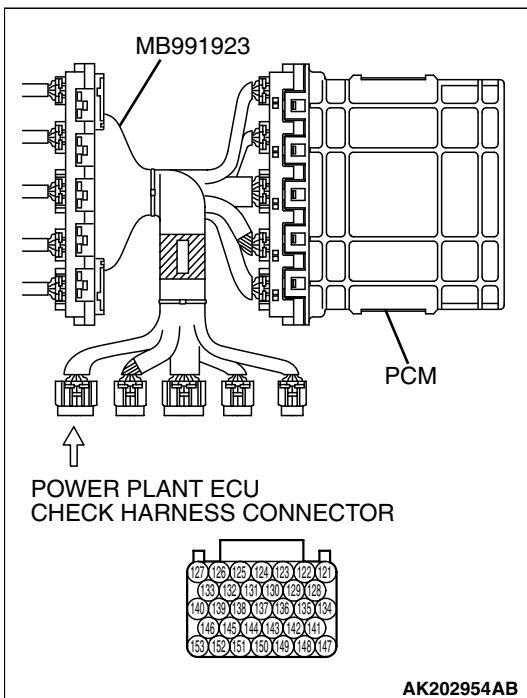 MB991923
PCM
POWER PLANT ECU
CHECK HARNESS CONNECTOR
127 126 125 124 123 122 121
133 132 131 130 129 128
140 139 138 137 136 135 134
146 145 144 143 142 141
153 152 151 150 149 148 147
AK202954AB